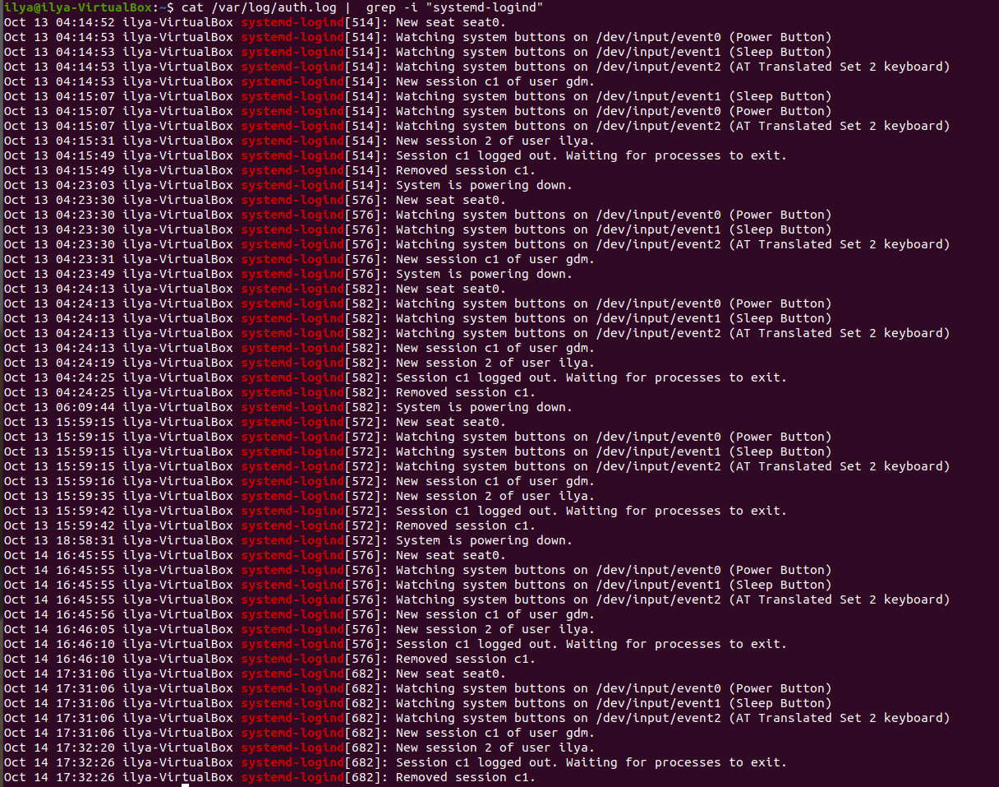 ilya@ilya-VirtualBox:~$ cat /var/log/auth.log |  grep -i "systemd-logind"
Oct 13 04:14:52 ilya-VirtualBox systemd-logind[514]: New seat seat0.
Oct 13 04:14:53 ilya-VirtualBox systemd-logind[514]: Watching system buttons on /dev/input/event0 (Power Button)
Oct 13 04:14:53 ilya-VirtualBox systemd-logind[514]: Watching system buttons on /dev/input/event1 (Sleep Button)
Oct 13 04:14:53 ilya-VirtualBox systemd-logind[514]: Watching system buttons on /dev/input/event2 (AT Translated Set 2 keyboard)
Oct 13 04:14:53 ilya-VirtualBox systemd-logind[514]: New session c1 of user gdm.
Oct 13 04:15:07 ilya-VirtualBox systemd-logind[514]: Watching system buttons on /dev/input/event1 (Sleep Button)
Oct 13 04:15:07 ilya-VirtualBox systemd-logind[514]: Watching system buttons on /dev/input/event0 (Power Button)
Oct 13 04:15:07 ilya-VirtualBox systemd-logind[514]: Watching system buttons on /dev/input/event2 (AT Translated Set 2 keyboard)
Oct 13 04:15:31 ilya-VirtualBox systemd-logind[514]: New session 2 of user ilya.
Oct 13 04:15:49 ilya-VirtualBox systemd-logind[514]: Session c1 logged out. Waiting for processes to exit.
Oct 13 04:15:49 ilya-VirtualBox systemd-logind[514]: Removed session c1.
Oct 13 04:23:03 ilya-VirtualBox systemd-logind[514]: System is powering down.
Oct 13 04:23:30 ilya-VirtualBox systemd-logind[576]: New seat seat0.
Oct 13 04:23:30 ilya-VirtualBox systemd-logind[576]: Watching system buttons on /dev/input/event0 (Power Button)
Oct 13 04:23:30 ilya-VirtualBox systemd-logind[576]: Watching system buttons on /dev/input/event1 (Sleep Button)
Oct 13 04:23:30 ilya-VirtualBox systemd-logind[576]: Watching system buttons on /dev/input/event2 (AT Translated Set 2 keyboard)
Oct 13 04:23:31 ilya-VirtualBox systemd-logind[576]: New session c1 of user gdm.
Oct 13 04:23:49 ilya-VirtualBox systemd-logind[576]: System is powering down.
Oct 13 04:24:13 ilya-VirtualBox systemd-logind[582]: New seat seat0.
Oct 13 04:24:13 ilya-VirtualBox systemd-logind[582]: Watching system buttons on /dev/input/event0 (Power Button)
Oct 13 04:24:13 ilya-VirtualBox systemd-logind[582]: Watching system buttons on /dev/input/event1 (Sleep Button)
Oct 13 04:24:13 ilya-VirtualBox systemd-logind[582]: Watching system buttons on /dev/input/event2 (AT Translated Set 2 keyboard)
Oct 13 04:24:13 ilya-VirtualBox systemd-logind[582]: New session c1 of user gdm.
Oct 13 04:24:19 ilya-VirtualBox systemd-logind[582]: New session 2 of user ilya.
Oct 13 04:24:25 ilya-VirtualBox systemd-logind[582]: Session c1 logged out. Waiting for processes to exit.
Oct 13 04:24:25 ilya-VirtualBox systemd-logind[582]: Removed session c1.
Oct 13 06:09:44 ilya-VirtualBox systemd-logind[582]: System is powering down.
Oct 13 15:59:15 ilya-VirtualBox systemd-logind[572]: New seat seat0.
Oct 13 15:59:15 ilya-VirtualBox systemd-logind[572]: Watching system buttons on /dev/input/event0 (Power Button)
Oct 13 15:59:15 ilya-VirtualBox systemd-logind[572]: Watching system buttons on /dev/input/event1 (Sleep Button)
Oct 13 15:59:15 ilya-VirtualBox systemd-logind[572]: Watching system buttons on /dev/input/event2 (AT Translated Set 2 keyboard)
Oct 13 15:59:16 ilya-VirtualBox systemd-logind[572]: New session c1 of user gdm.
Oct 13 15:59:35 ilya-VirtualBox systemd-logind[572]: New session 2 of user ilya.
Oct 13 15:59:42 ilya-VirtualBox systemd-logind[572]: Session c1 logged out. Waiting for processes to exit.
Oct 13 15:59:42 ilya-VirtualBox systemd-logind[572]: Removed session c1.
Oct 13 18:58:31 ilya-VirtualBox systemd-logind[572]: System is powering down.
Oct 14 16:45:55 ilya-VirtualBox systemd-logind[576]: New seat seat0.
Oct 14 16:45:55 ilya-VirtualBox systemd-logind[576]: Watching system buttons on /dev/input/event0 (Power Button)
Oct 14 16:45:55 ilya-VirtualBox systemd-logind[576]: Watching system buttons on /dev/input/event1 (Sleep Button)
Oct 14 16:45:55 ilya-VirtualBox systemd-logind[576]: Watching system buttons on /dev/input/event2 (AT Translated Set 2 keyboard)
Oct 14 16:45:56 ilya-VirtualBox systemd-logind[576]: New session c1 of user gdm.
Oct 14 16:46:05 ilya-VirtualBox systemd-logind[576]: New session 2 of user ilya.
Oct 14 16:46:10 ilya-VirtualBox systemd-logind[576]: Session c1 logged out. Waiting for processes to exit.
Oct 14 16:46:10 ilya-VirtualBox systemd-logind[576]: Removed session c1.
Oct 14 17:31:06 ilya-VirtualBox systemd-logind[682]: New seat seat0.
Oct 14 17:31:06 ilya-VirtualBox systemd-logind[682]: Watching system buttons on /dev/input/event0 (Power Button)
Oct 14 17:31:06 ilya-VirtualBox systemd-logind[682]: Watching system buttons on /dev/input/event1 (Sleep Button)
Oct 14 17:31:06 ilya-VirtualBox systemd-logind[682]: Watching system buttons on /dev/input/event2 (AT Translated Set 2 keyboard)
Oct 14 17:31:06 ilya-VirtualBox systemd-logind[682]: New session c1 of user gdm.
Oct 14 17:32:20 ilya-VirtualBox systemd-logind[682]: New session 2 of user ilya.
Oct 14 17:32:26 ilya-VirtualBox systemd-logind[682]: Session c1 logged out. Waiting for processes to exit.
Oct 14 17:32:26 ilya-VirtualBox systemd-logind[682]: Removed session c1.